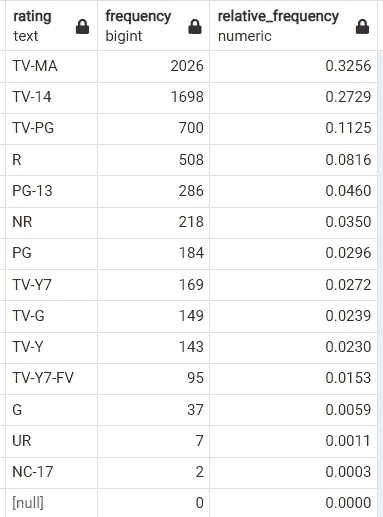 rating frequency relative_frequency
text bigint numeric
TV-MA 2026 0.3256
TV-14 1698 0.2729
TV-PG 700 0.1125
R 508 0.0816
PG-13 286 0.0460
NR 218 0.0350
PG 184 0.0296
TV-Y7 169 0.0272
TV-G 149 0.0239
TV-Y 143 0.0230
TV-Y7-FV 95 0.0153
G 37 0.0059
UR 7 0.0011
NC-17 2 0.0003
[null] 0 0.0000